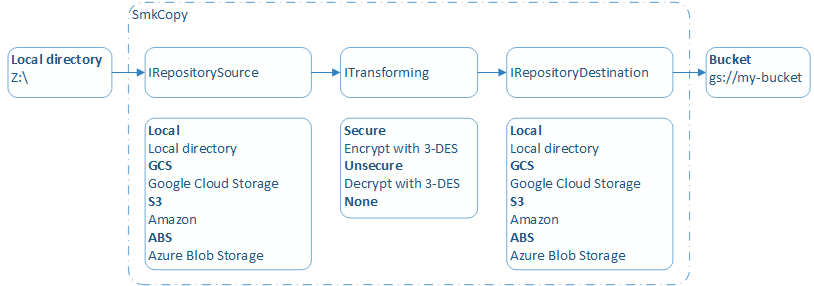 SmkCopy
Local directory
Z:\
IRepositorySource
ITransforming
IRepositoryDestination
Bucket
gs://my-bucket
Local
Local directory
GCS
Google Cloud Storage
S3
Amazon
ABS
Azure Blob Storage
Secure
Encrypt with 3-DES
Unsecure
Decrypt with 3-DES
None
Local
Local directory
GCS
Google Cloud Storage
S3
Amazon
ABS
Azure Blob Storage